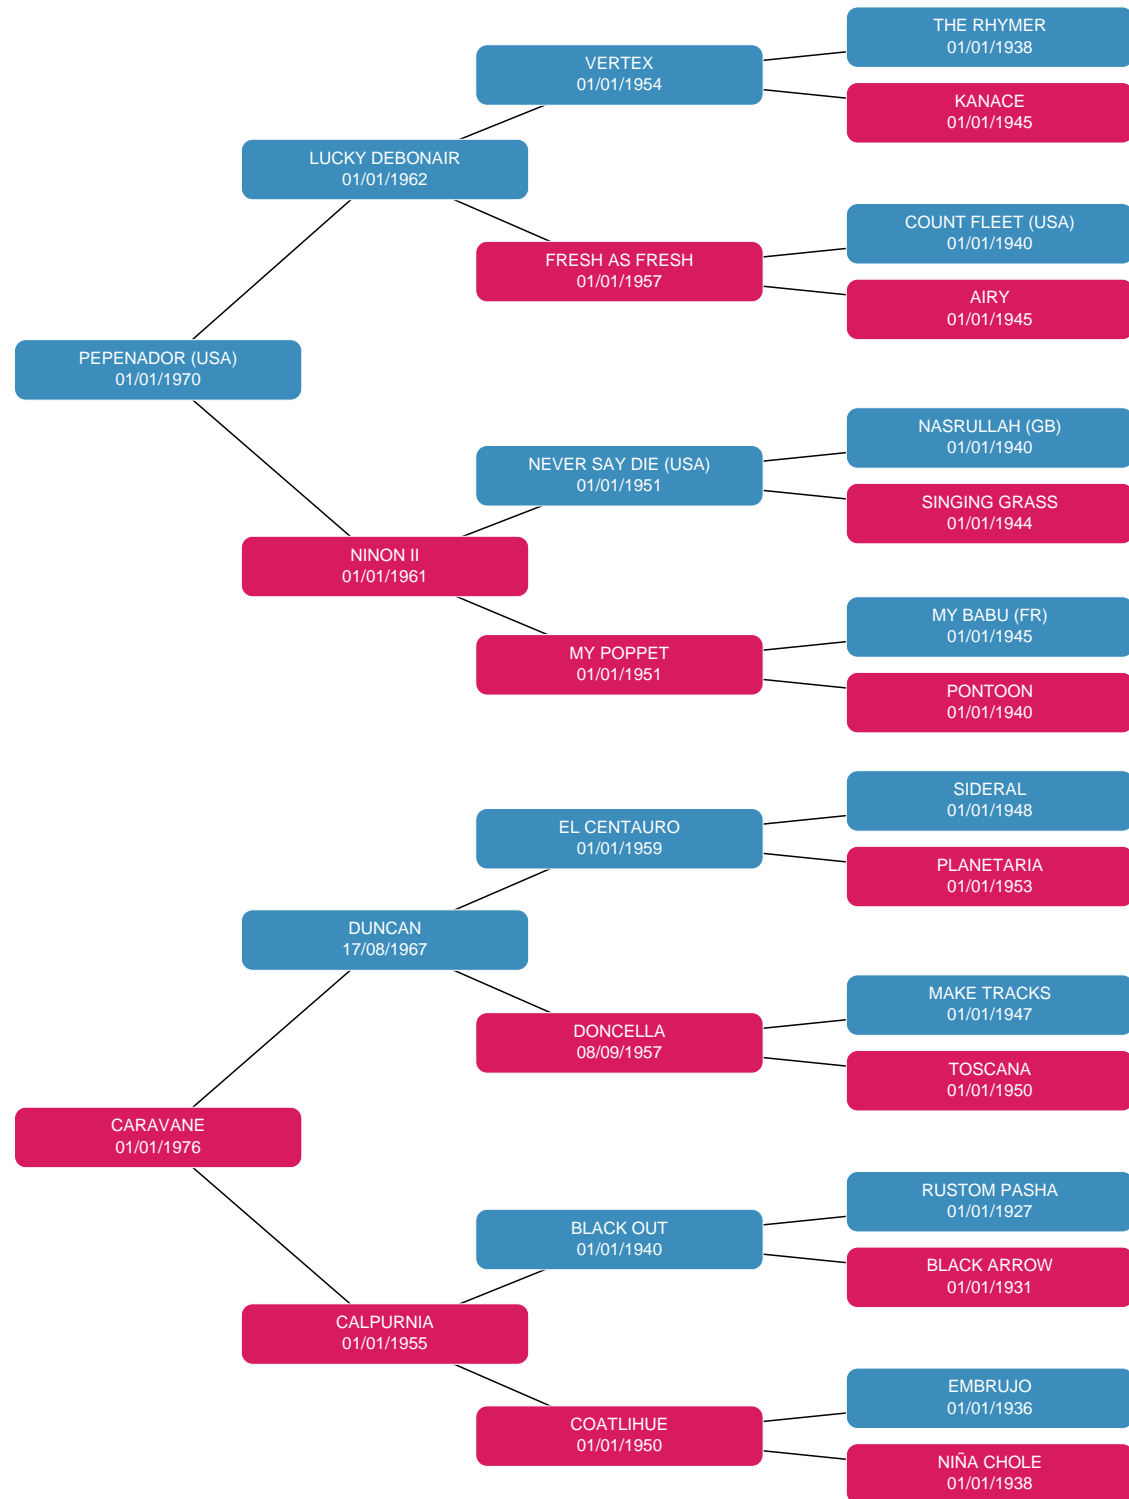 THE RHYMER
01/01/1938
VERTEX
01/01/1954
KANACE
01/01/1945
LUCKY DEBONAIR
01/01/1962
COUNT FLEET (USA)
01/01/1940
FRESH AS FRESH
01/01/1957
AIRY
01/01/1945
PEPENADOR (USA)
01/01/1970
NASRULLAH (GB)
01/01/1940
NEVER SAY DIE (USA)
01/01/1951
SINGING GRASS
01/01/1944
NINON II
01/01/1961
MY BABU (FR)
01/01/1945
MY POPPET
01/01/1951
PONTOON
01/01/1940
SIDERAL
01/01/1948
EL CENTAURO
01/01/1959
PLANETARIA
01/01/1953
DUNCAN
17/08/1967
MAKE TRACKS
01/01/1947
DONCELLA
08/09/1957
TOSCANA
01/01/1950
CARAVANE
01/01/1976
RUSTOM PASHA
01/01/1927
BLACK OUT
01/01/1940
BLACK ARROW
01/01/1931
CALPURNIA
01/01/1955
EMBRUJO
01/01/1936
COATLIHUE
01/01/1950
NIÑA CHOLE
01/01/1938